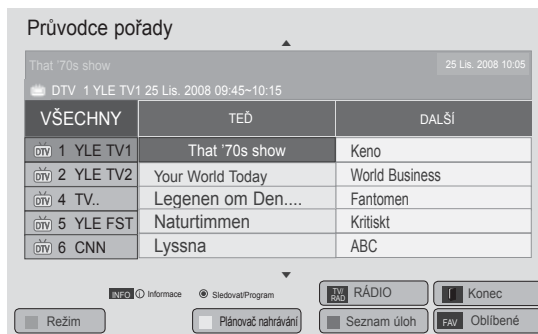 Průvodce pořady
That '70s show 25 Lis. 2008 10:05
DTV 1 YLE TV1 25 Lis. 2008 09:45~10:15
VŠECHNY TEĎ DALŠÍ
DTV 1 YLE TV1 That '70s show Keno
DTV 2 YLE TV2 Your World Today World Business
DTV 4 TV.. Legenen om Den.... Fantomen
DTV 5 YLE FST Naturtimmen Kritiskt
DTV 6 CNN Lyssna ABC
INFO i Informace Sledovat/Program TV/RAD RÁDIO Konec
Režim Plánovač nahrávání Seznam úloh FAV Oblíbené